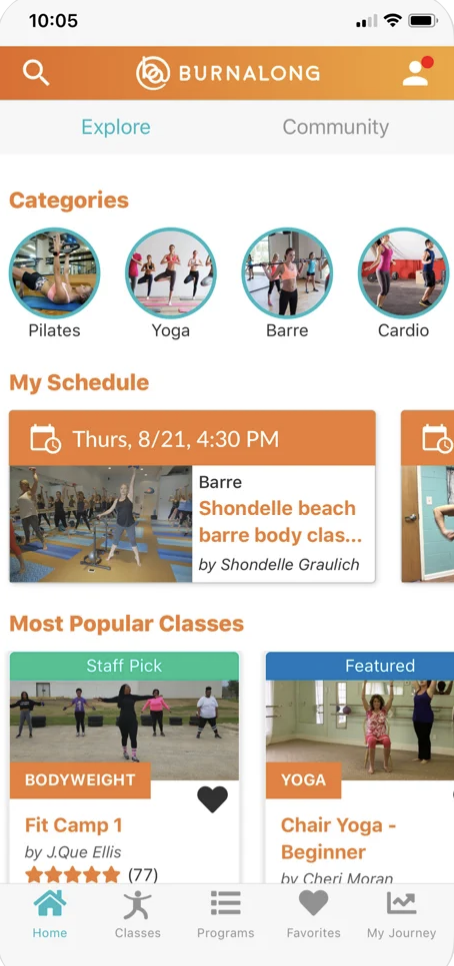 10:05
BURNALONG
Explore
Community
Categories
Pilates
Yoga
Barre
Cardio
My Schedule
Thurs, 8/21, 4:30 PM
Barre
Shondelle beach
barre body clas...
by Shondelle Graulich
Most Popular Classes
Staff Pick
BODYWEIGHT
Fit Camp 1
by J.Que Ellis
(77)
Featured
YOGA
Chair Yoga -
Beginner
by Cheri Moran
Home
Classes
Programs
Favorites
My Journey